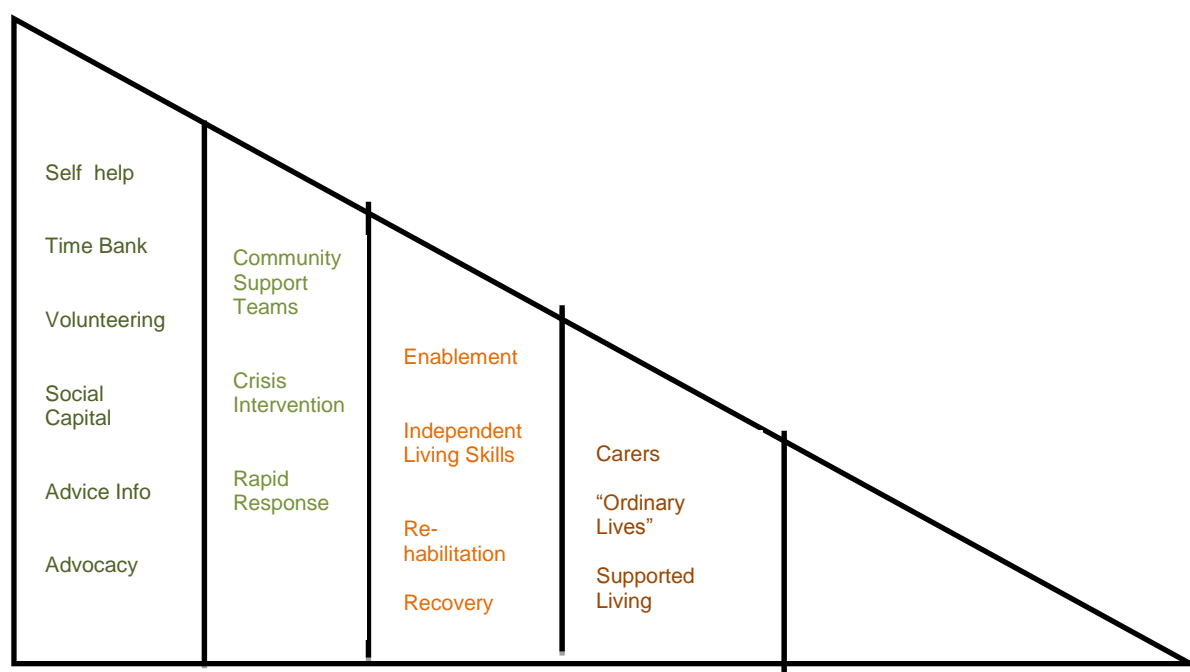 Self help
Time Bank
Volunteering
Social
Capital
Advice Info
Advocacy
Community
Support
Teams
Crisis
Intervention
Rapid
Response
Enablement
Independent
Living Skills
Re-
habilitation
Recovery
Carers
“Ordinary
Lives”
Supported
Living